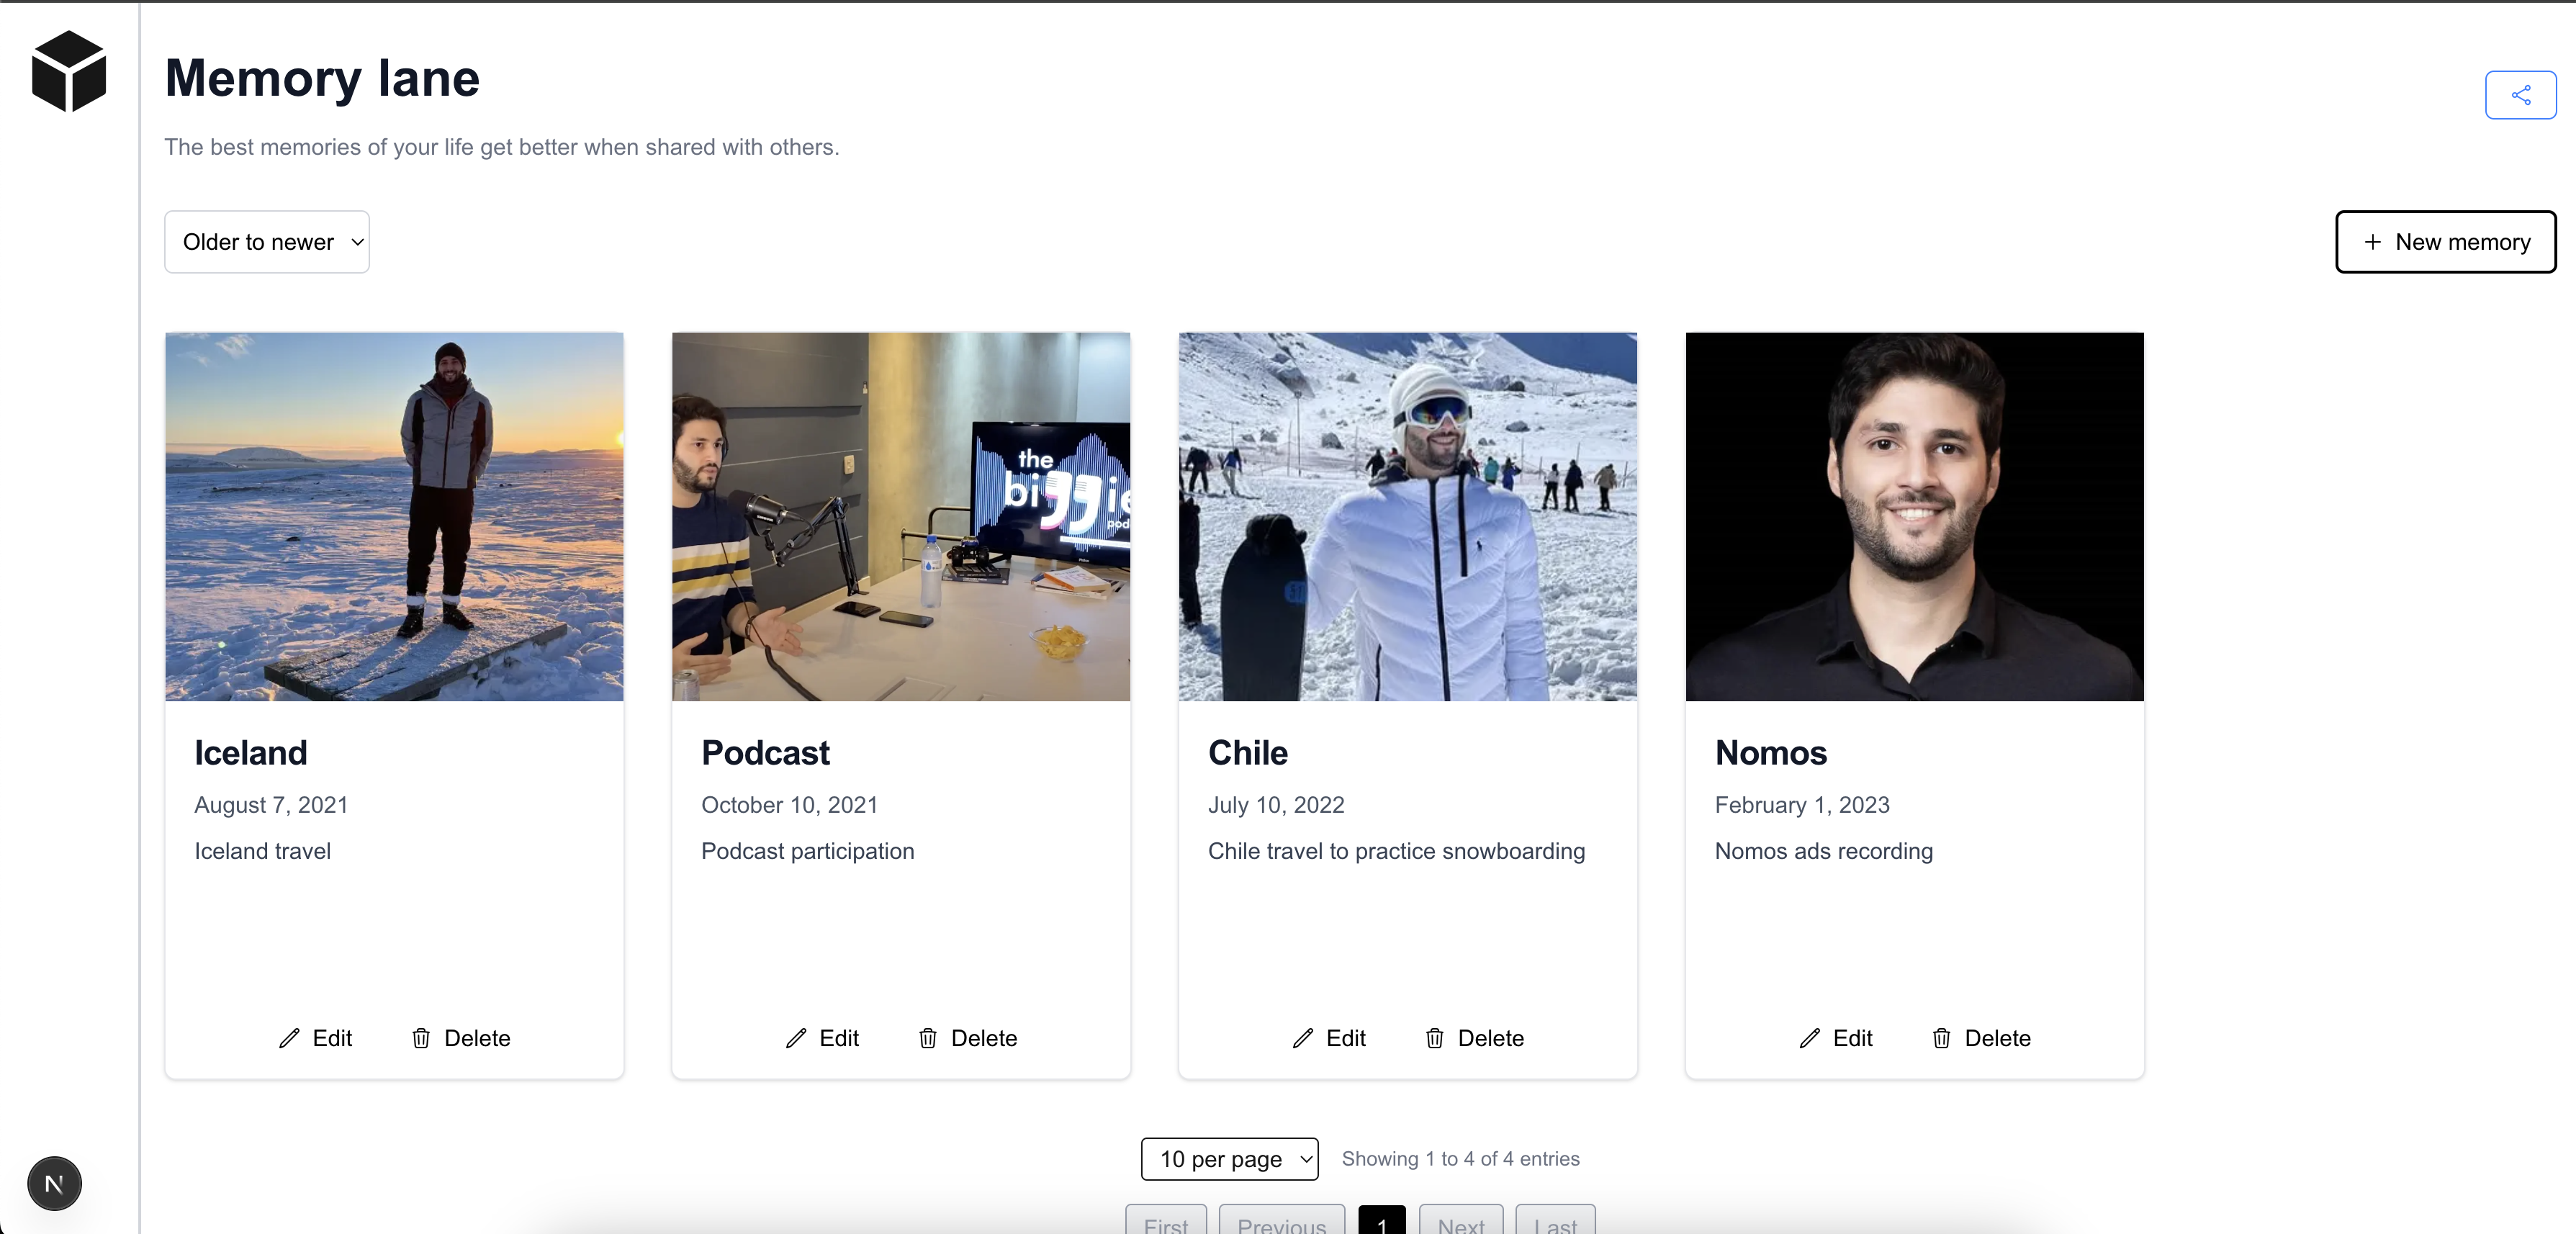 Memory lane
The best memories of your life get better when shared with others.
Older to newer
New memory
the
biggie
pod
Iceland
August 7, 2021
Iceland travel
Edit
Delete
Podcast
October 10, 2021
Podcast participation
Edit
Delete
Chile
July 10, 2022
Chile travel to practice snowboarding
Edit
Delete
Nomos
February 1, 2023
Nomos ads recording
Edit
Delete
10 per page
Showing 1 to 4 of 4 entries
First
Previous
1
Next
Last
N